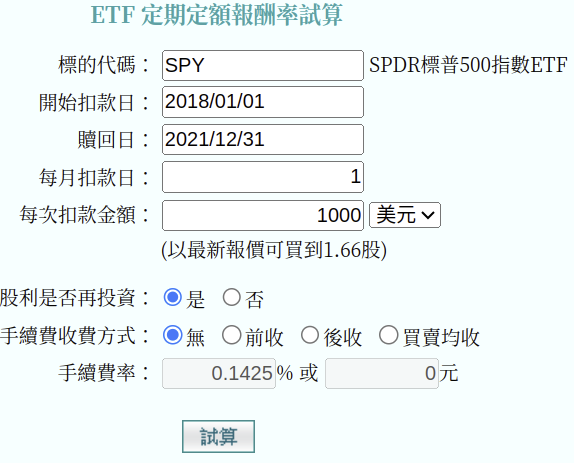 ETF 定期定額報酬率試算
標的代碼： SPY SPDR標普500指數ETF
開始扣款日： 2018/01/01
贖回日： 2021/12/31
每月扣款日： 1
每次扣款金額： 1000 美元
(以最新報價可買到1.66股)
股利是否再投資： 是 否
手續費收費方式： 無 前收 後收 買賣均收
手續費率： 0.1425% 或 0元
試算